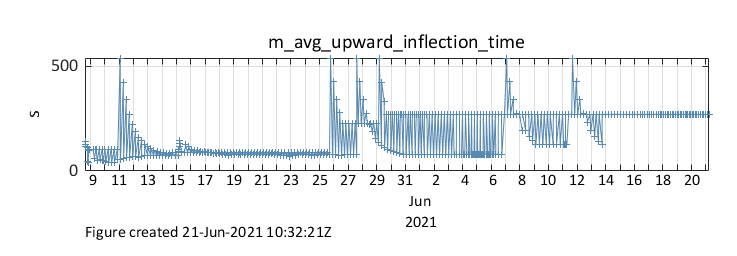 m_avg_upward_inflection_time
500
s
0
9 11 13 15 17 19 21 23 25 27 29 31 2 4 6 8 10 12 14 16 18 20
Jun
2021
Figure created 21-Jun-2021 10:32:21Z